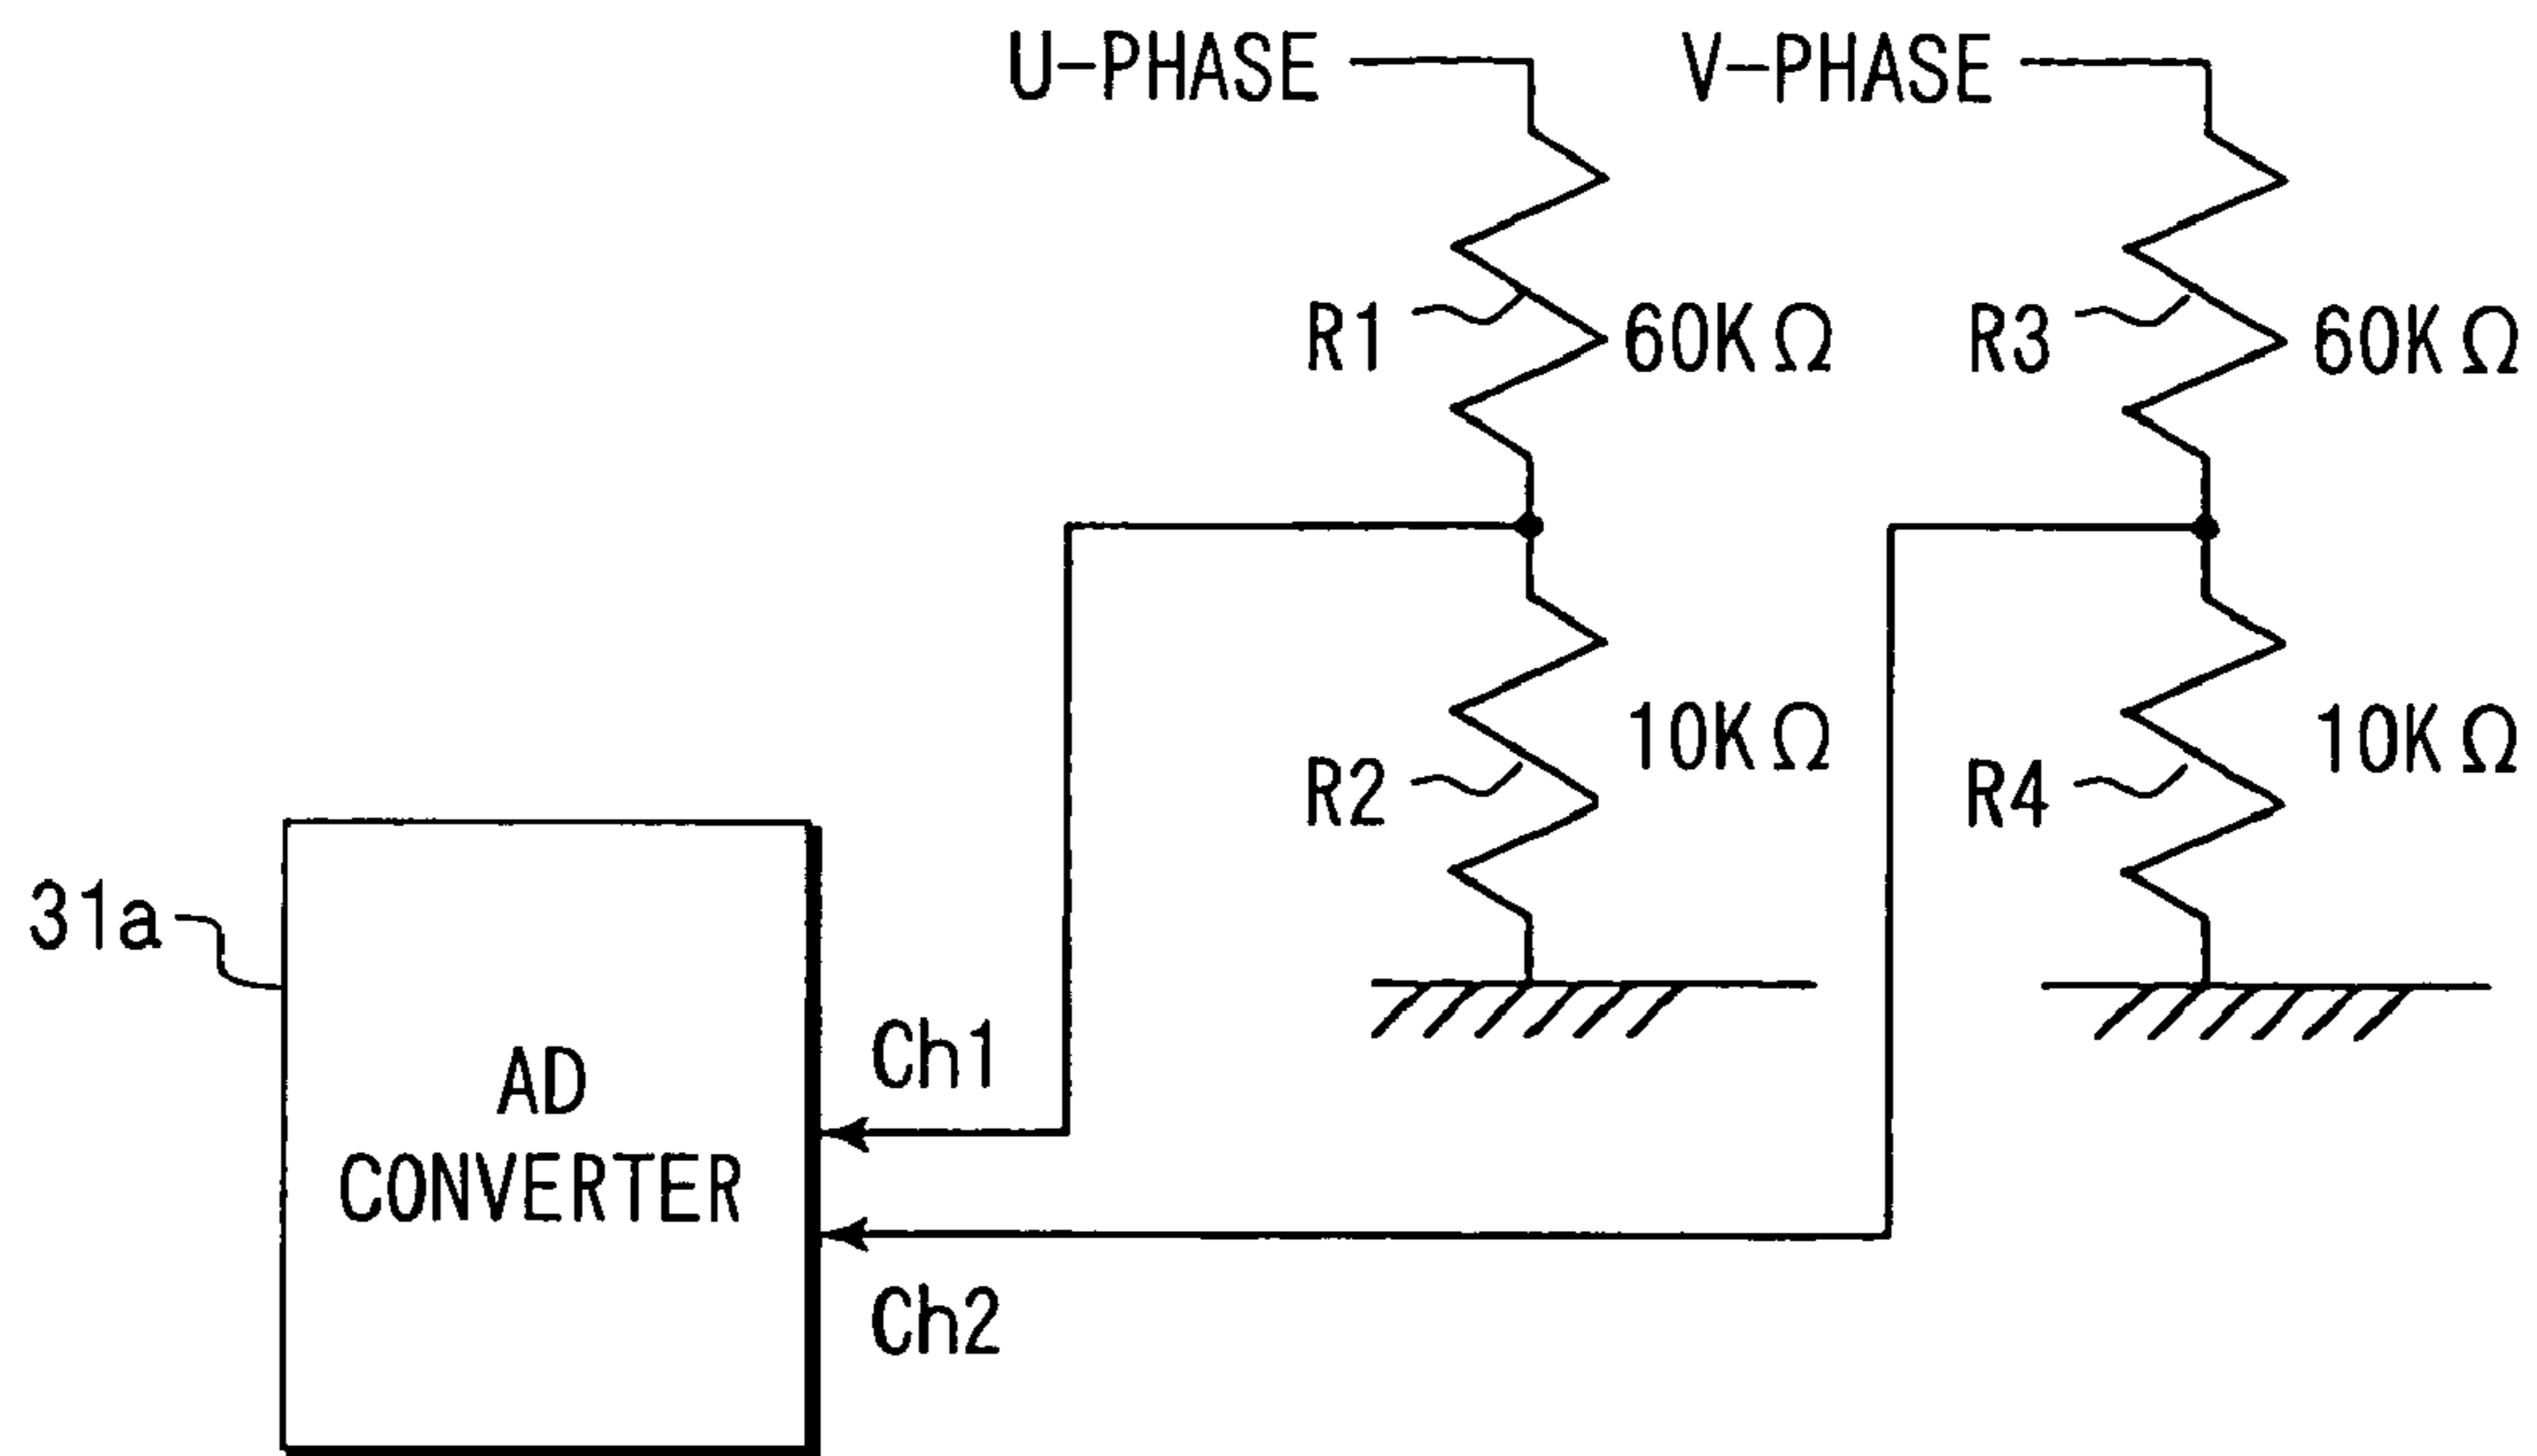 U-PHASE
V-PHASE
R1
60KΩ
R3
60KΩ
R2
10KΩ
R4
10KΩ
31a
AD
CONVERTER
Ch1
Ch2